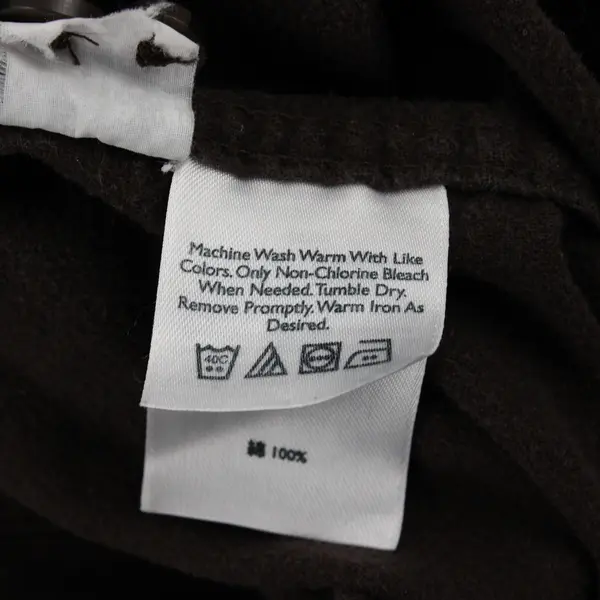 Machine Wash Warm With Like
Colors. Only Non-Chlorine Bleach
When Needed. Tumble Dry.
Remove Promptly. Warm Iron As
Desired.
40C
綿 100%